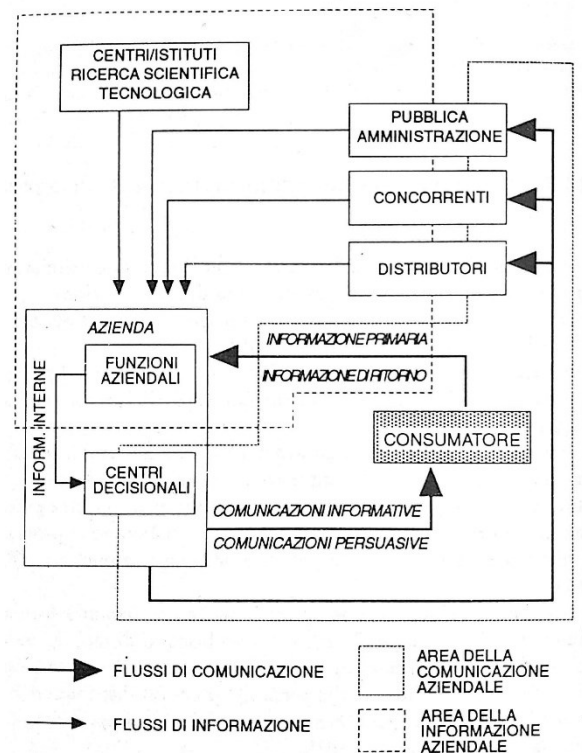 CENTRI/ISTITUTI
RICERCA SCIENTIFICA
TECNOLOGICA
PUBBLICA
AMMINISTRAZIONE
CONCORRENTI
DISTRIBUTORI
AZIENDA
INFORMAZIONE PRIMARIA
FUNZIONI
AZIENDALI
INFORMAZIONE DI RITORNO
INFORM. INTERNE
CONSUMATORE
CENTRI
DECISIONALI
COMUNICAZIONI INFORMATIVE
COMUNICAZIONI PERSUASIVE
FLUSSI DI COMUNICAZIONE
AREA DELLA
COMUNICAZIONE
AZIENDALE
FLUSSI DI INFORMAZIONE
AREA DELLA
INFORMAZIONE
AZIENDALE